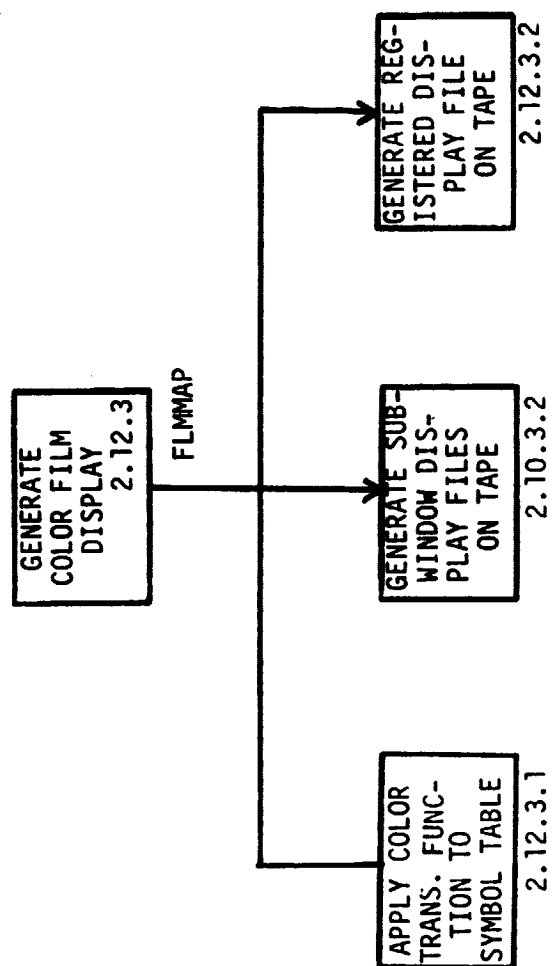 GENERATE
COLOR FILM
DISPLAY
2.12.3
FLMMAP
APPLY COLOR
TRANS. FUNC-
TION TO
SYMBOL TABLE
2.12.3.1
GENERATE SUB-
WINDOW DIS-
PLAY FILES
ON TAPE
2.10.3.2
GENERATE REG-
ISTERED DIS-
PLAY FILE
ON TAPE
2.12.3.2